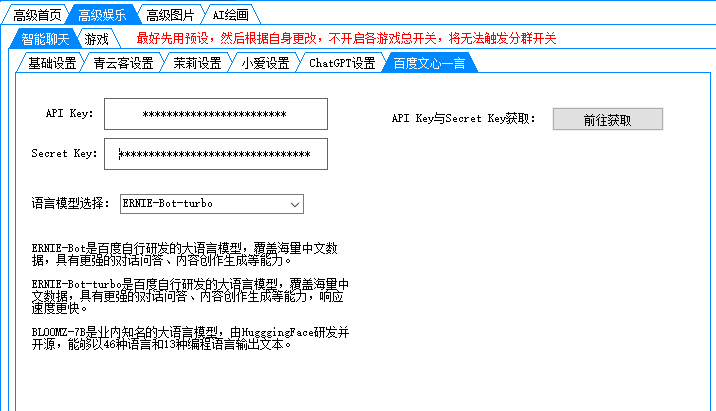 高级首页 高级娱乐 高级图片 AI绘画
智能聊天 游戏 最好先用预设，然后根据自身更改，不开启各游戏总开关，将无法触发分群开关
基础设置 青云客设置 茉莉设置 小爱设置 ChatGPT设置 百度文心一言
API Key: ************************ API Key与Secret Key获取： 前往获取
Secret Key: ********************************
语言模型选择： ERNIE-Bot-turbo
ERNIE-Bot是百度自行研发的大语言模型，覆盖海量中文数
据，具有更强的对话问答、内容创作生成等能力。
ERNIE-Bot-turbo是百度自行研发的大语言模型，覆盖海量中
文数据，具有更强的对话问答、内容创作生成等能力，响应
速度更快。
BLOOMZ-7B是业内知名的大语言模型，由HugggingFace研发并
开源，能够以46种语言和13种编程语言输出文本。